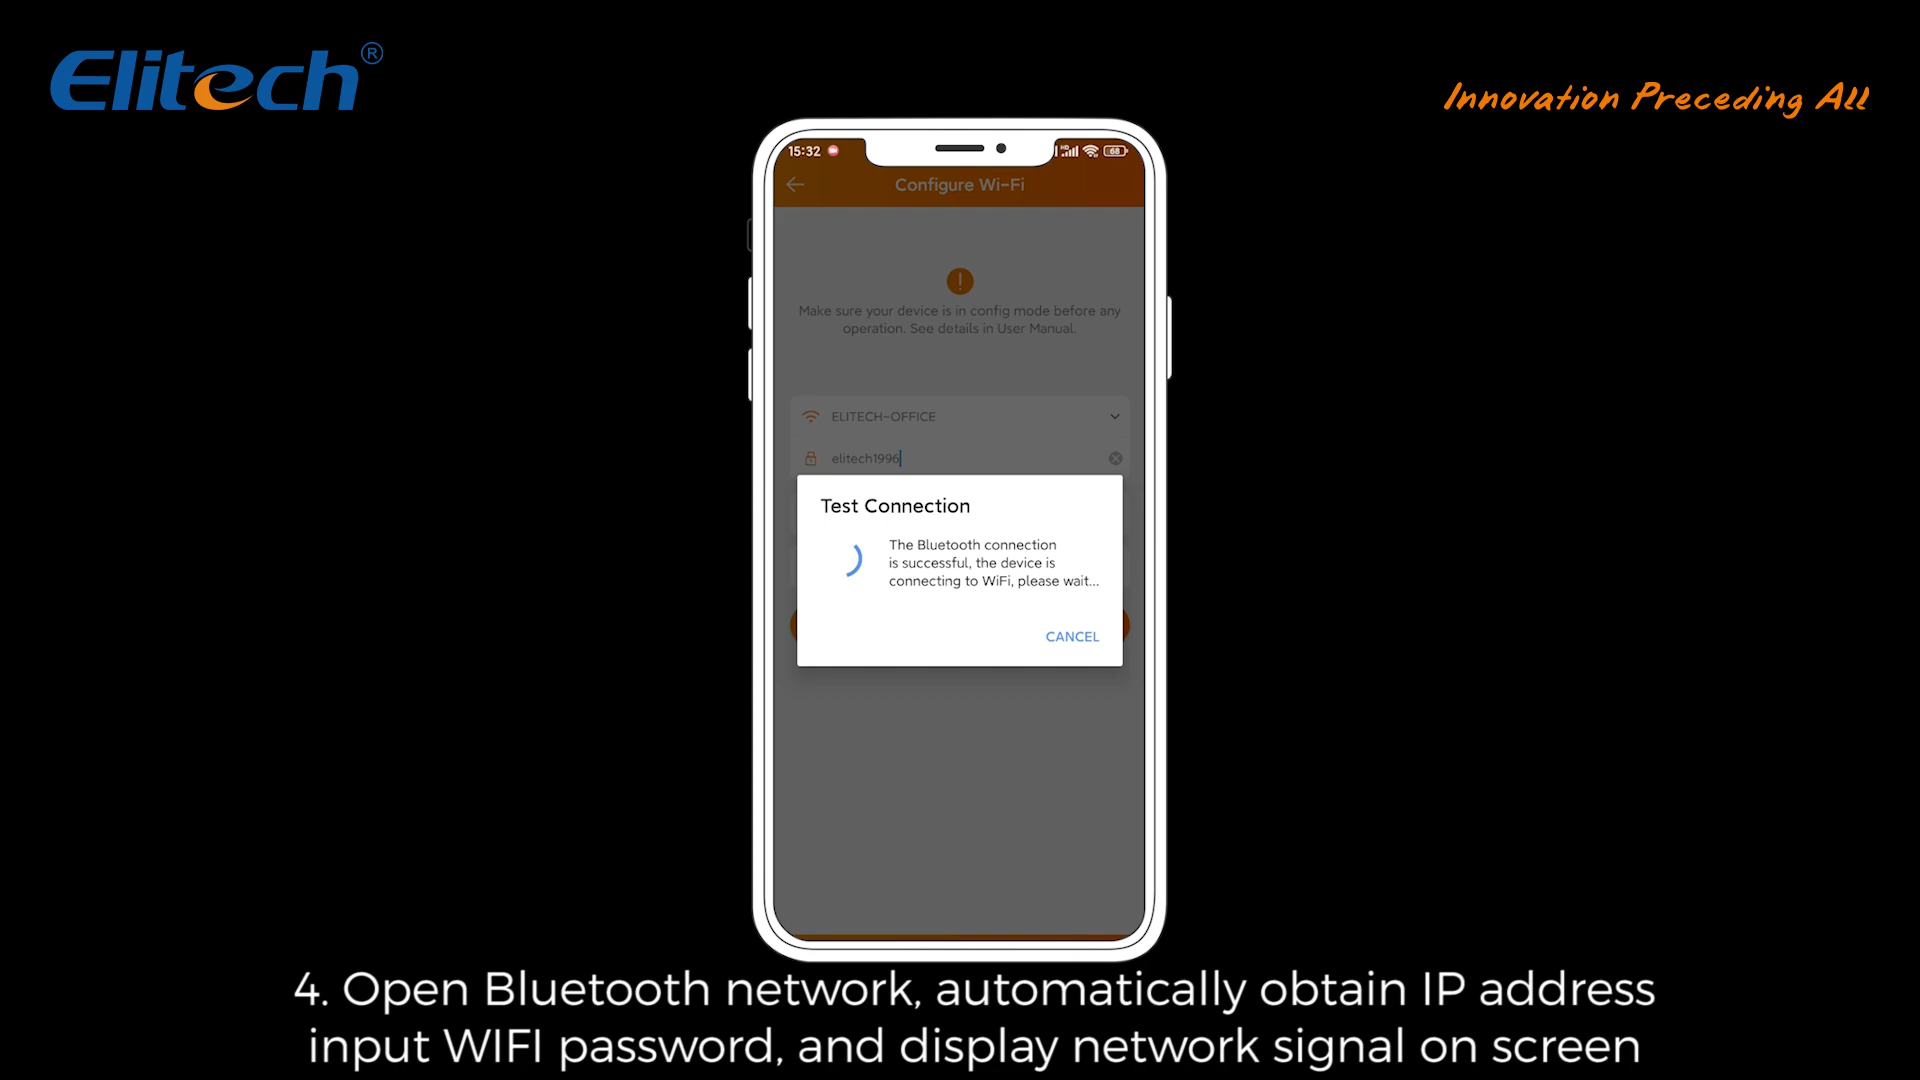 Elitech®
Innovation Preceding All
15:32
HD
68
Configure Wi-Fi
!
Make sure your device is in config mode before any
operation. See details in User Manual.
ELITECH-OFFICE
elitech1996
Test Connection
The Bluetooth connection
is successful, the device is
connecting to WiFi, please wait...
CANCEL
4. Open Bluetooth network, automatically obtain IP address
input WIFI password, and display network signal on screen